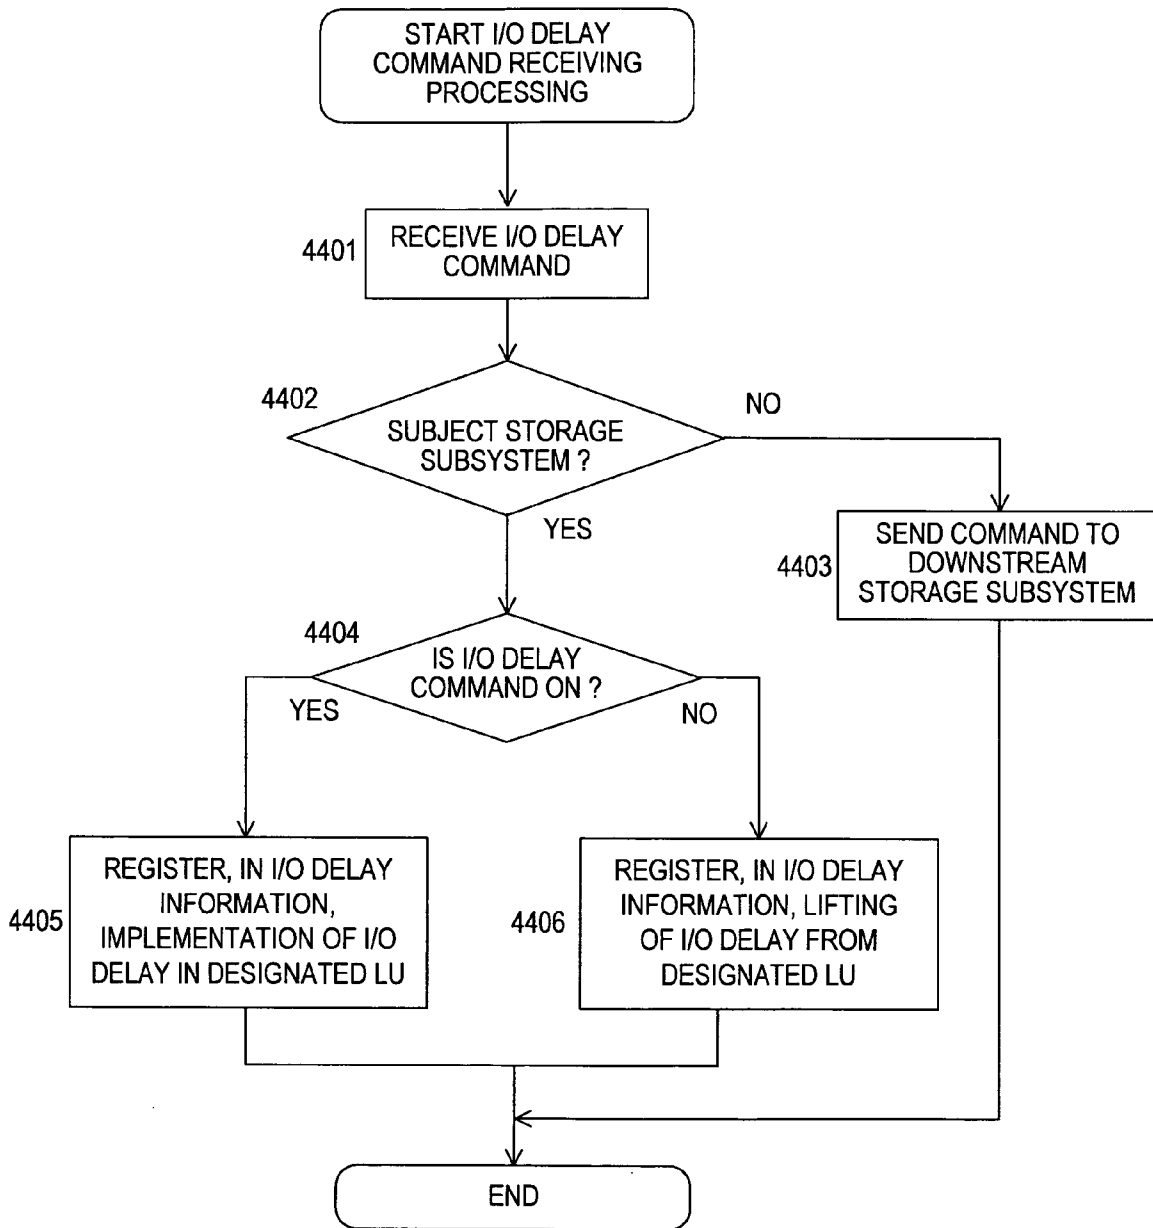 START I/O DELAY
COMMAND RECEIVING
PROCESSING
4401
RECEIVE I/O DELAY
COMMAND
4402
SUBJECT STORAGE
SUBSYSTEM ?
NO
YES
4403
SEND COMMAND TO
DOWNSTREAM
STORAGE SUBSYSTEM
4404
IS I/O DELAY
COMMAND ON ?
YES
NO
4405
REGISTER, IN I/O DELAY
INFORMATION,
IMPLEMENTATION OF I/O
DELAY IN DESIGNATED LU
4406
REGISTER, IN I/O DELAY
INFORMATION, LIFTING
OF I/O DELAY FROM
DESIGNATED LU
END